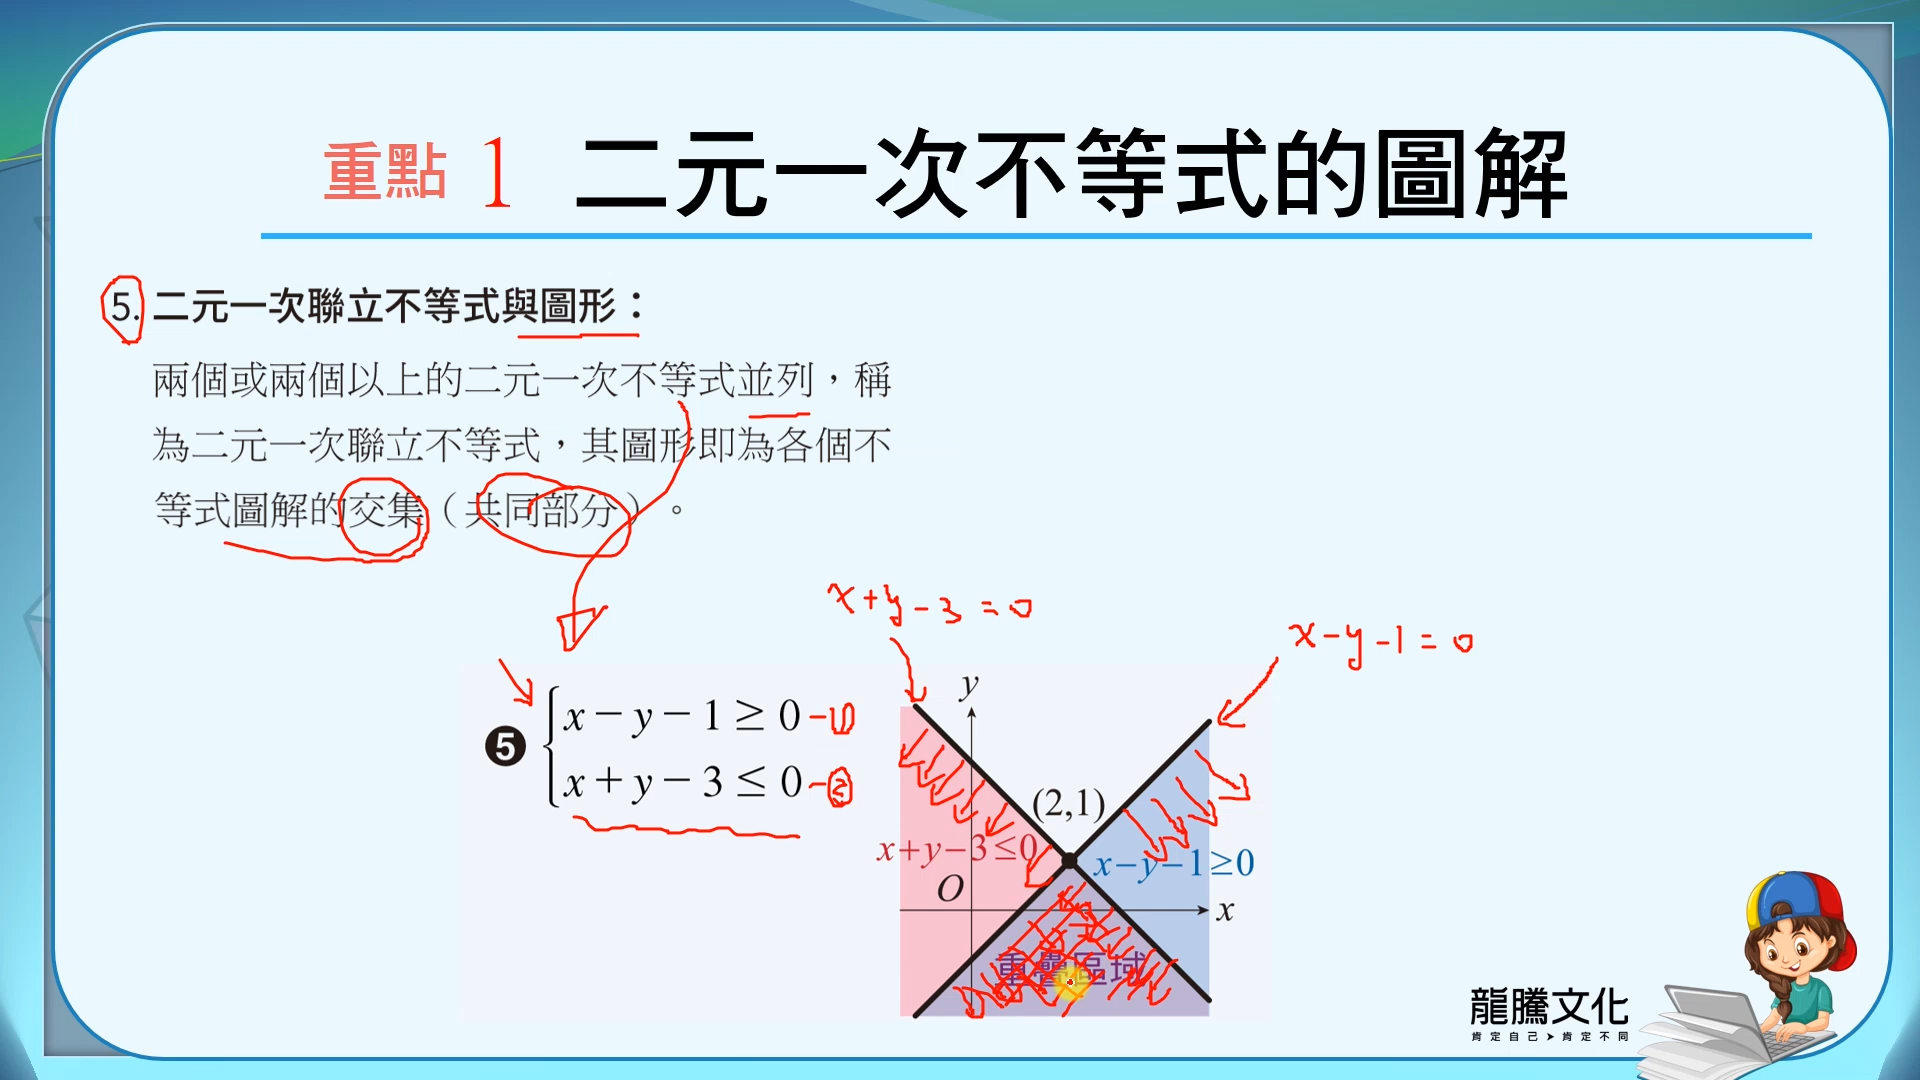 重點 1 二元一次不等式的圖解
5. 二元一次聯立不等式與圖形：
兩個或兩個以上的二元一次不等式並列，稱
為二元一次聯立不等式，其圖形即為各個不
等式圖解的交集（共同部分）。
x+y-3=0
x-y-1=0
❺
x－y－1≥0 -①
x＋y－3≤0 -②
y
(2,1)
x+y−3≤0
x−y−1≥0
O
x
重疊區域
龍騰文化
肯定自己➤肯定不同